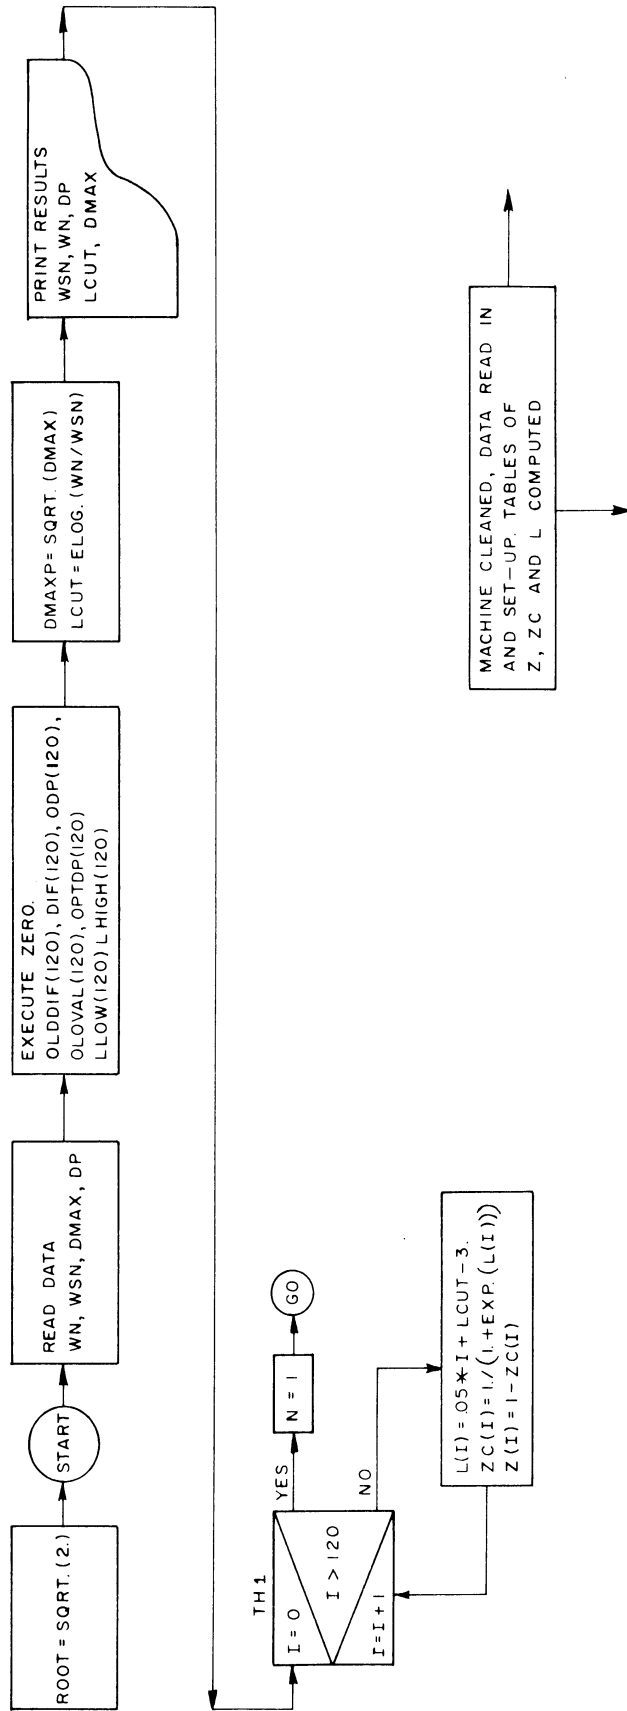 ROOT = SQRT. (2.)
START
READ DATA
WN, WSN, DMAX, DP
EXECUTE ZERO.
OLDDIF(120), DIF(120), ODP(120),
OLOVAL(120), OPTDP(120)
LLOW(120) LHIGH(120)
DMAXP = SQRT. (DMAX)
LCUT = ELOG. (WN/WSN)
PRINT RESULTS
WSN, WN, DP
LCUT, DMAX
TH1
I = 0
I > 120
I = I + 1
YES
N = 1
GO
NO
L(I) = .05 * I + LCUT - 3.
ZC(I) = 1./(1. + EXP. (L(I)))
Z(I) = 1 - ZC(I)
MACHINE CLEANED, DATA READ IN
AND SET-UP. TABLES OF
Z, ZC AND L COMPUTED